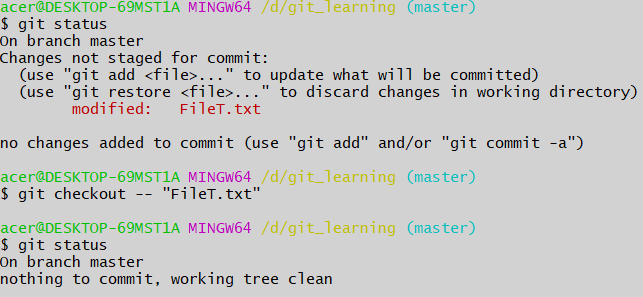 acer@DESKTOP-69MST1A MINGW64 /d/git_learning (master)
$ git status
On branch master
Changes not staged for commit:
  (use "git add <file>..." to update what will be committed)
  (use "git restore <file>..." to discard changes in working directory)
        modified:   FileT.txt

no changes added to commit (use "git add" and/or "git commit -a")

acer@DESKTOP-69MST1A MINGW64 /d/git_learning (master)
$ git checkout -- "FileT.txt"

acer@DESKTOP-69MST1A MINGW64 /d/git_learning (master)
$ git status
On branch master
nothing to commit, working tree clean